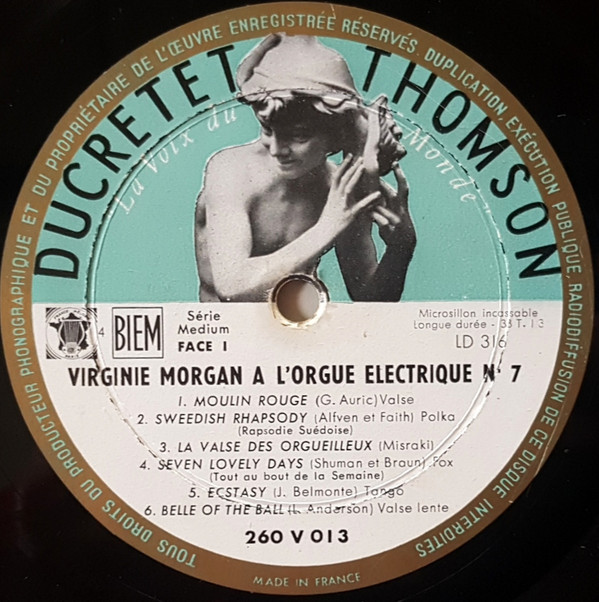 TOUS DROITS DU PRODUCTEUR PHONOGRAPHIQUE ET DU PROPRIÉTAIRE DE L'ŒUVRE ENREGISTRÉE RÉSERVÉS. DUPLICATION, EXÉCUTION PUBLIQUE, RADIODIFFUSION DE CE DISQUE INTERDITES
DUCRETET THOMSON
La Voix du Monde
4
BIEM
Série
Medium
FACE I
Microsillon incassable
Longue durée - 33 T. 1 3
LD 316
VIRGINIE MORGAN A L'ORGUE ELECTRIQUE N° 7
1. MOULIN ROUGE (G. Auric) Valse
2. SWEEDISH RHAPSODY (Alfven et Faith) Polka
(Rapsodie Suédoise)
3. LA VALSE DES ORGUEILLEUX (Misraki)
4. SEVEN LOVELY DAYS (Shuman et Braun) Fox
(Tout au bout de la Semaine)
5. ECSTASY (J. Belmonte) Tango
6. BELLE OF THE BALL (L. Anderson) Valse lente
260 V 013
MADE IN FRANCE